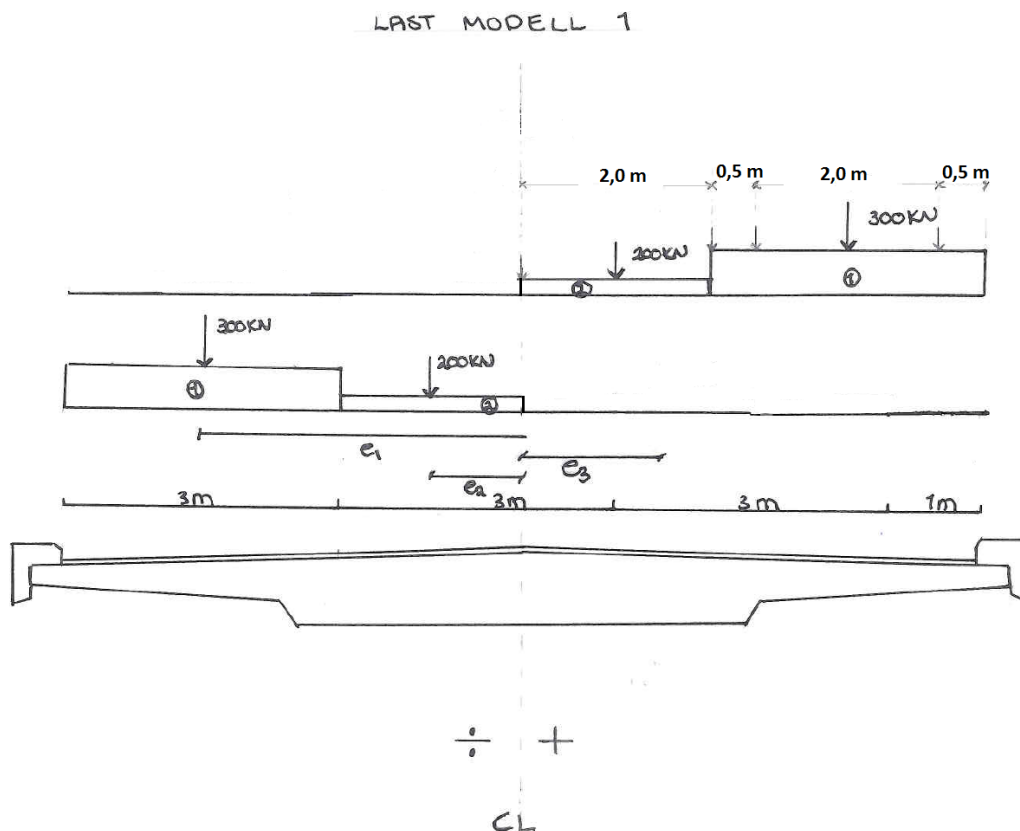 LAST MODELL 1
2,0 m 0,5 m 2,0 m 0,5 m
300KN
200KN
2 1
300KN
200KN
1
2
e1
e3
e2
3m 3m 3m 1m
÷ +
CL